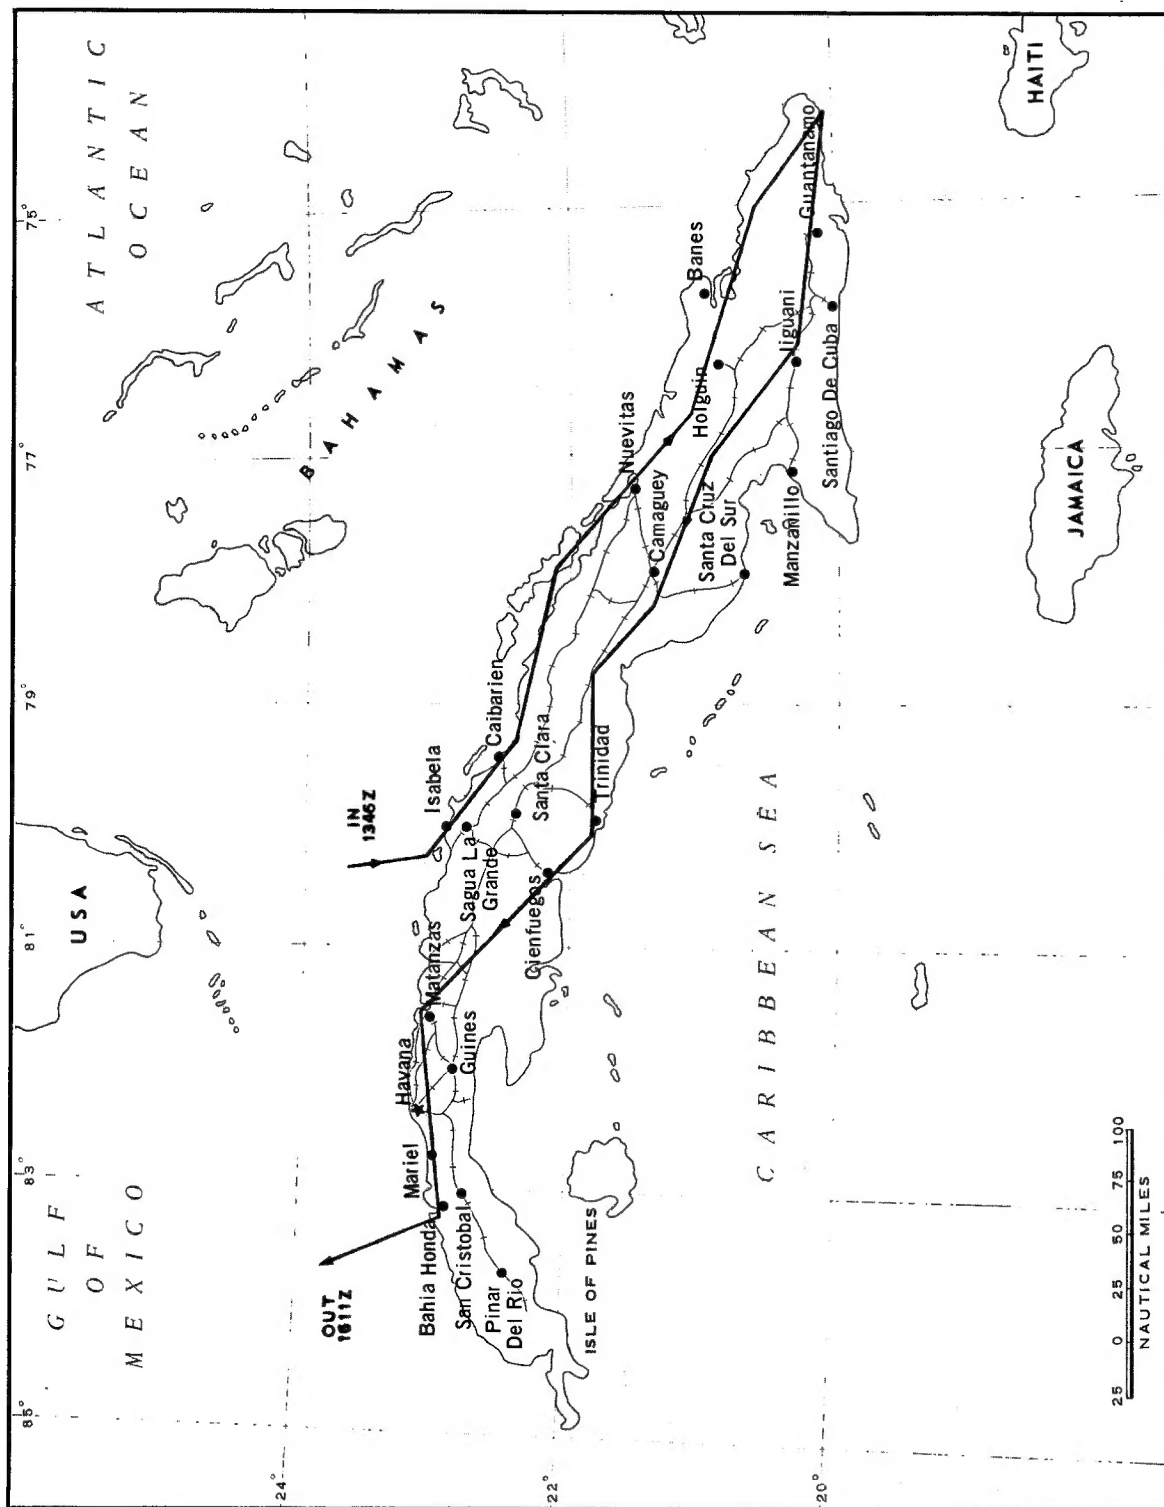 GULF
OF
MEXICO
USA
ATLANTIC
OCEAN
BAHAMAS
85°
83°
81°
79°
77°
75°
24°
22°
20°
IN
1346Z
OUT
1611Z
Havana
Mariel
Bahia Honda
San Cristobal
Pinar
Del Rio
Guines
Matanzas
Isabela
Sagua La
Grande
Caibarien
Santa Clara
Cienfuegos
Trinidad
Nuevitas
Camaguey
Santa Cruz
Del Sur
Holguin
Banes
Manzanillo
Jiguani
Santiago De Cuba
Guantanamo
ISLE OF PINES
CARIBBEAN SEA
JAMAICA
HAITI
25 0 25 50 75 100
NAUTICAL MILES